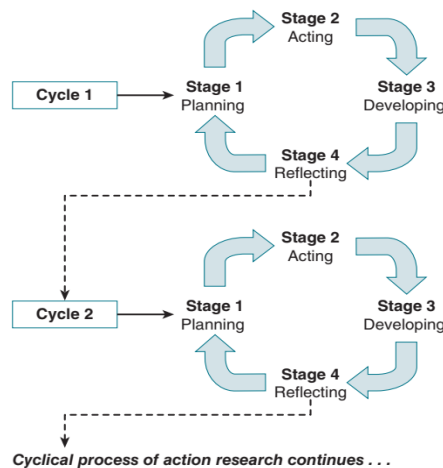 Stage 2
Acting
Cycle 1
Stage 1
Planning
Stage 3
Developing
Stage 4
Reflecting
Stage 2
Acting
Cycle 2
Stage 1
Planning
Stage 3
Developing
Stage 4
Reflecting
Cyclical process of action research continues . . .